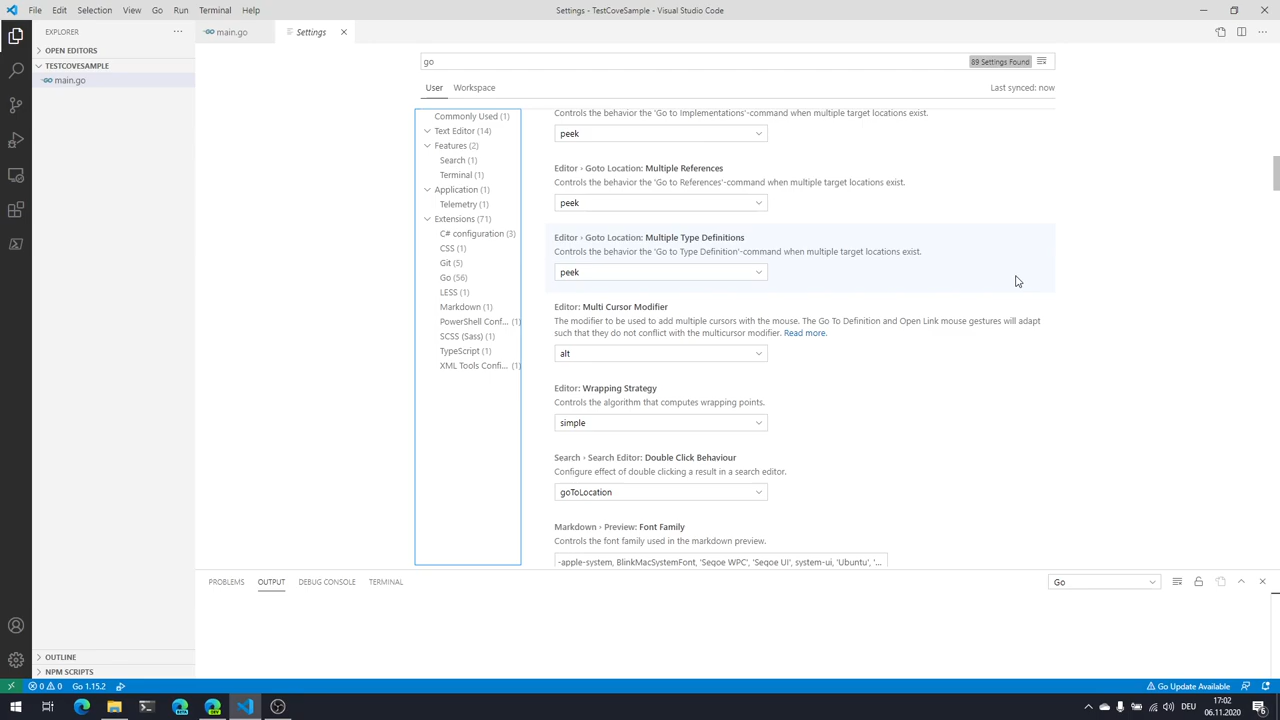 File Edit Selection View Go Run Terminal Help
Settings - TestCoveSample - Visual Studio Code
EXPLORER
main.go
Settings
OPEN EDITORS
TESTCOVESAMPLE
main.go
go
89 Settings Found
User Workspace
Last synced: now
Commonly Used (1)
Text Editor (14)
Features (2)
Search (1)
Terminal (1)
Application (1)
Telemetry (1)
Extensions (71)
C# configuration (3)
CSS (1)
Git (5)
Go (56)
LESS (1)
Markdown (1)
PowerShell Conf... (1)
SCSS (Sass) (1)
TypeScript (1)
XML Tools Confi... (1)
Controls the behavior the 'Go to Implementations'-command when multiple target locations exist.
peek
Editor › Goto Location: Multiple References
Controls the behavior the 'Go to References'-command when multiple target locations exist.
peek
Editor › Goto Location: Multiple Type Definitions
Controls the behavior the 'Go to Type Definition'-command when multiple target locations exist.
peek
Editor: Multi Cursor Modifier
The modifier to be used to add multiple cursors with the mouse. The Go To Definition and Open Link mouse gestures will adapt
such that they do not conflict with the multicursor modifier. Read more.
alt
Editor: Wrapping Strategy
Controls the algorithm that computes wrapping points.
simple
Search › Search Editor: Double Click Behaviour
Configure effect of double clicking a result in a search editor.
goToLocation
Markdown › Preview: Font Family
Controls the font family used in the markdown preview.
-apple-system, BlinkMacSystemFont, 'Segoe WPC', 'Segoe UI', system-ui, 'Ubuntu', '...
PROBLEMS OUTPUT DEBUG CONSOLE TERMINAL
Go
OUTLINE
NPM SCRIPTS
0 0 Go 1.15.2
Go Update Available
BETA
DEV
DEU
17:02
06.11.2020
6